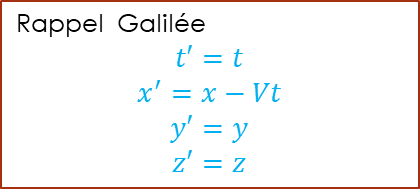 Rappel Galilée
t′ = t
x′ = x − Vt
y′ = y
z′ = z